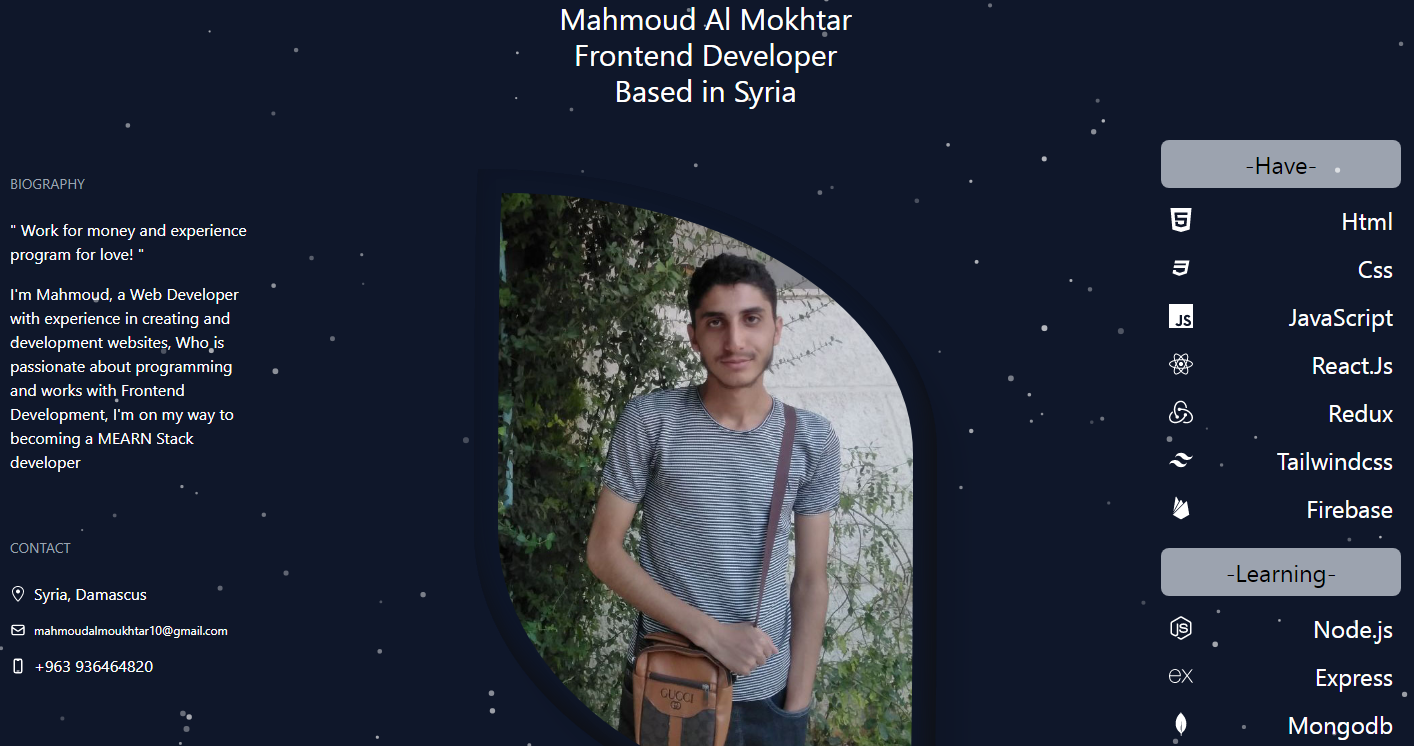 Mahmoud Al Mokhtar
Frontend Developer
Based in Syria
BIOGRAPHY
" Work for money and experience
program for love! "
I'm Mahmoud, a Web Developer
with experience in creating and
development websites, Who is
passionate about programming
and works with Frontend
Development, I'm on my way to
becoming a MEARN Stack
developer
CONTACT
Syria, Damascus
mahmoudalmoukhtar10@gmail.com
+963 936464820
GUCCI
-Have-
Html
Css
JS JavaScript
React.Js
Redux
Tailwindcss
Firebase
-Learning-
JS Node.js
ex Express
Mongodb